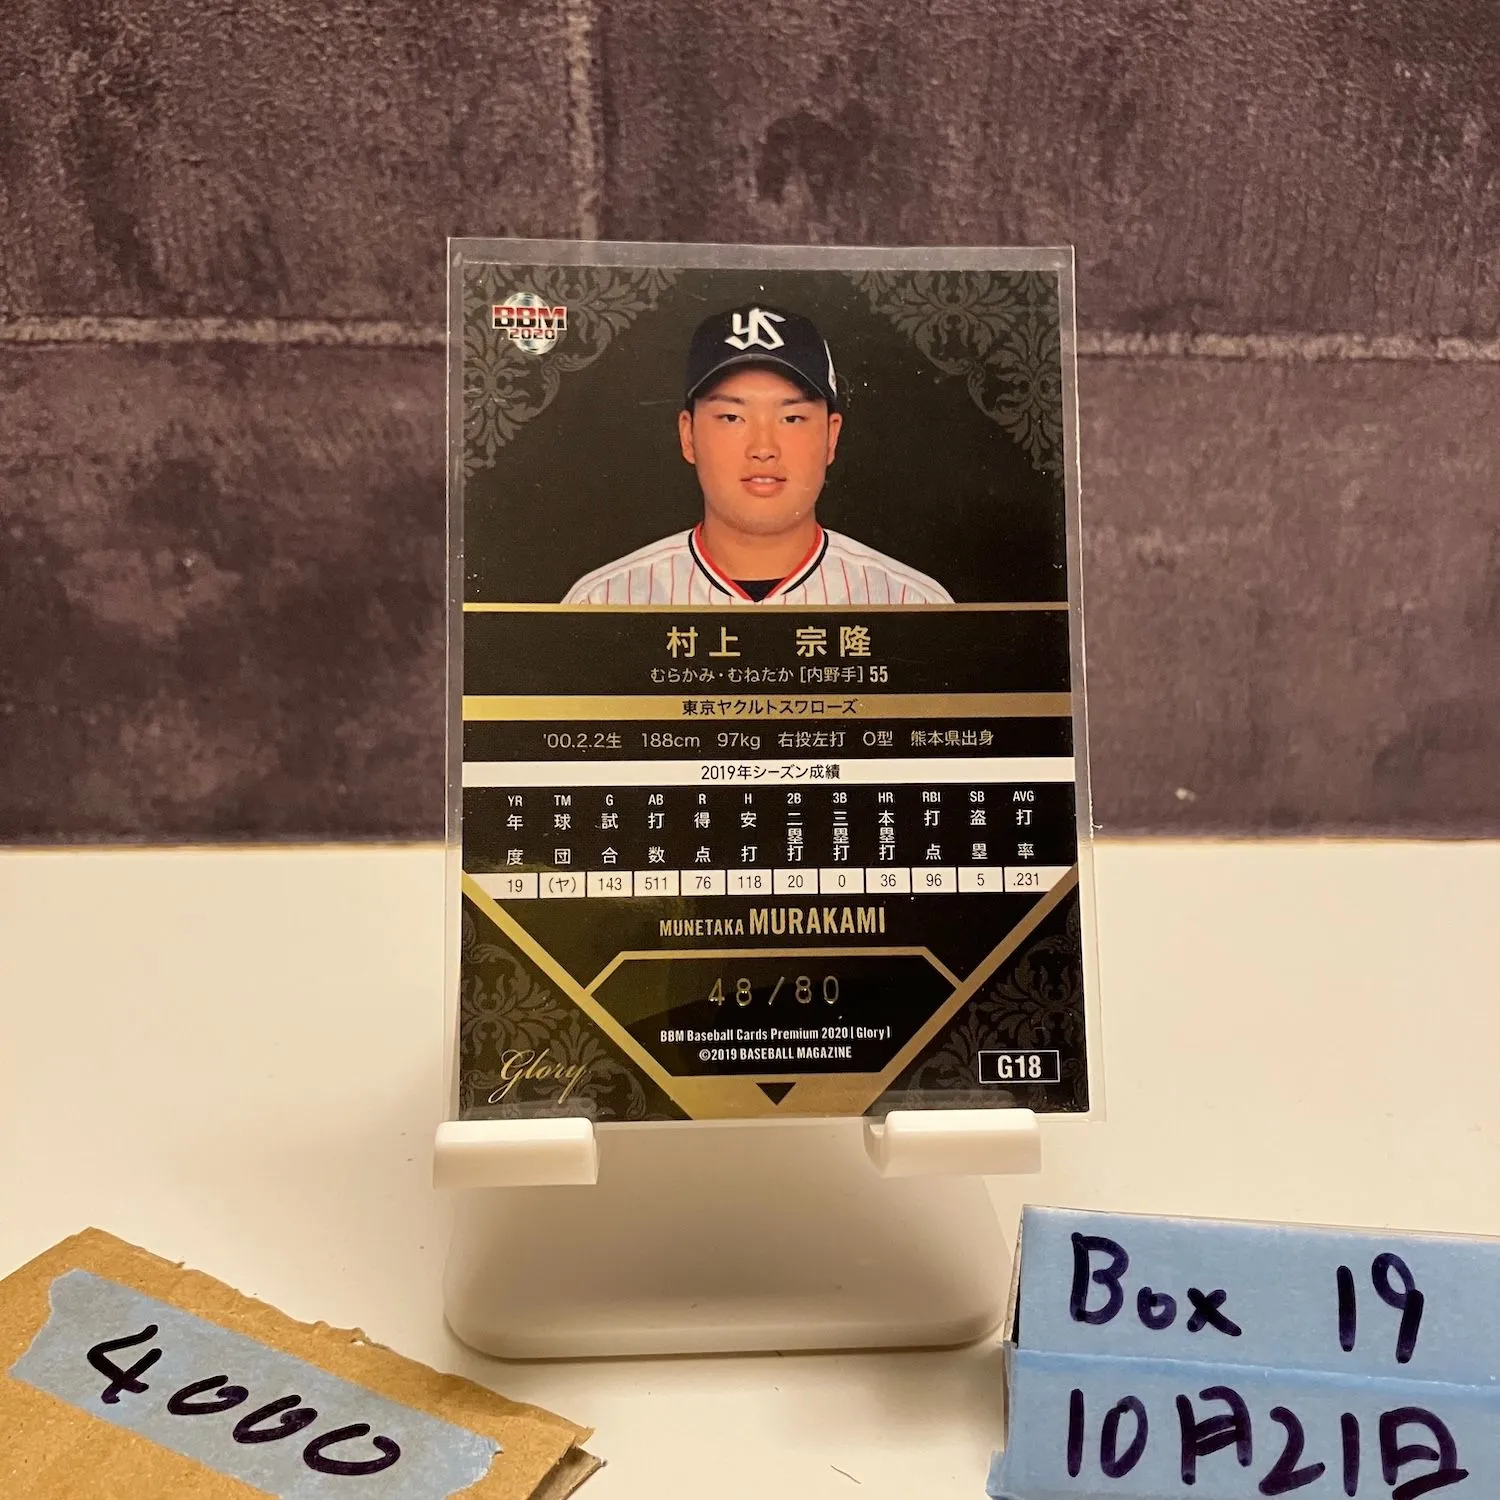 BBM
2020
YS
村上 宗隆
むらかみ・むねたか [内野手] 55
東京ヤクルトスワローズ
'00.2.2生 188cm 97kg 右投左打 O型 熊本県出身
2019年シーズン成績
YR TM G AB R H 2B 3B HR RBI SB AVG
年度 球団 試合 打数 得点 安打 二塁打 三塁打 本塁打 打点 盗塁 打率
19 (ヤ) 143 511 76 118 20 0 36 96 5 .231
MUNETAKA MURAKAMI
48/80
BBM Baseball Cards Premium 2020 [Glory]
©2019 BASEBALL MAGAZINE
Glory
G18
4000
Box 19
10月21日